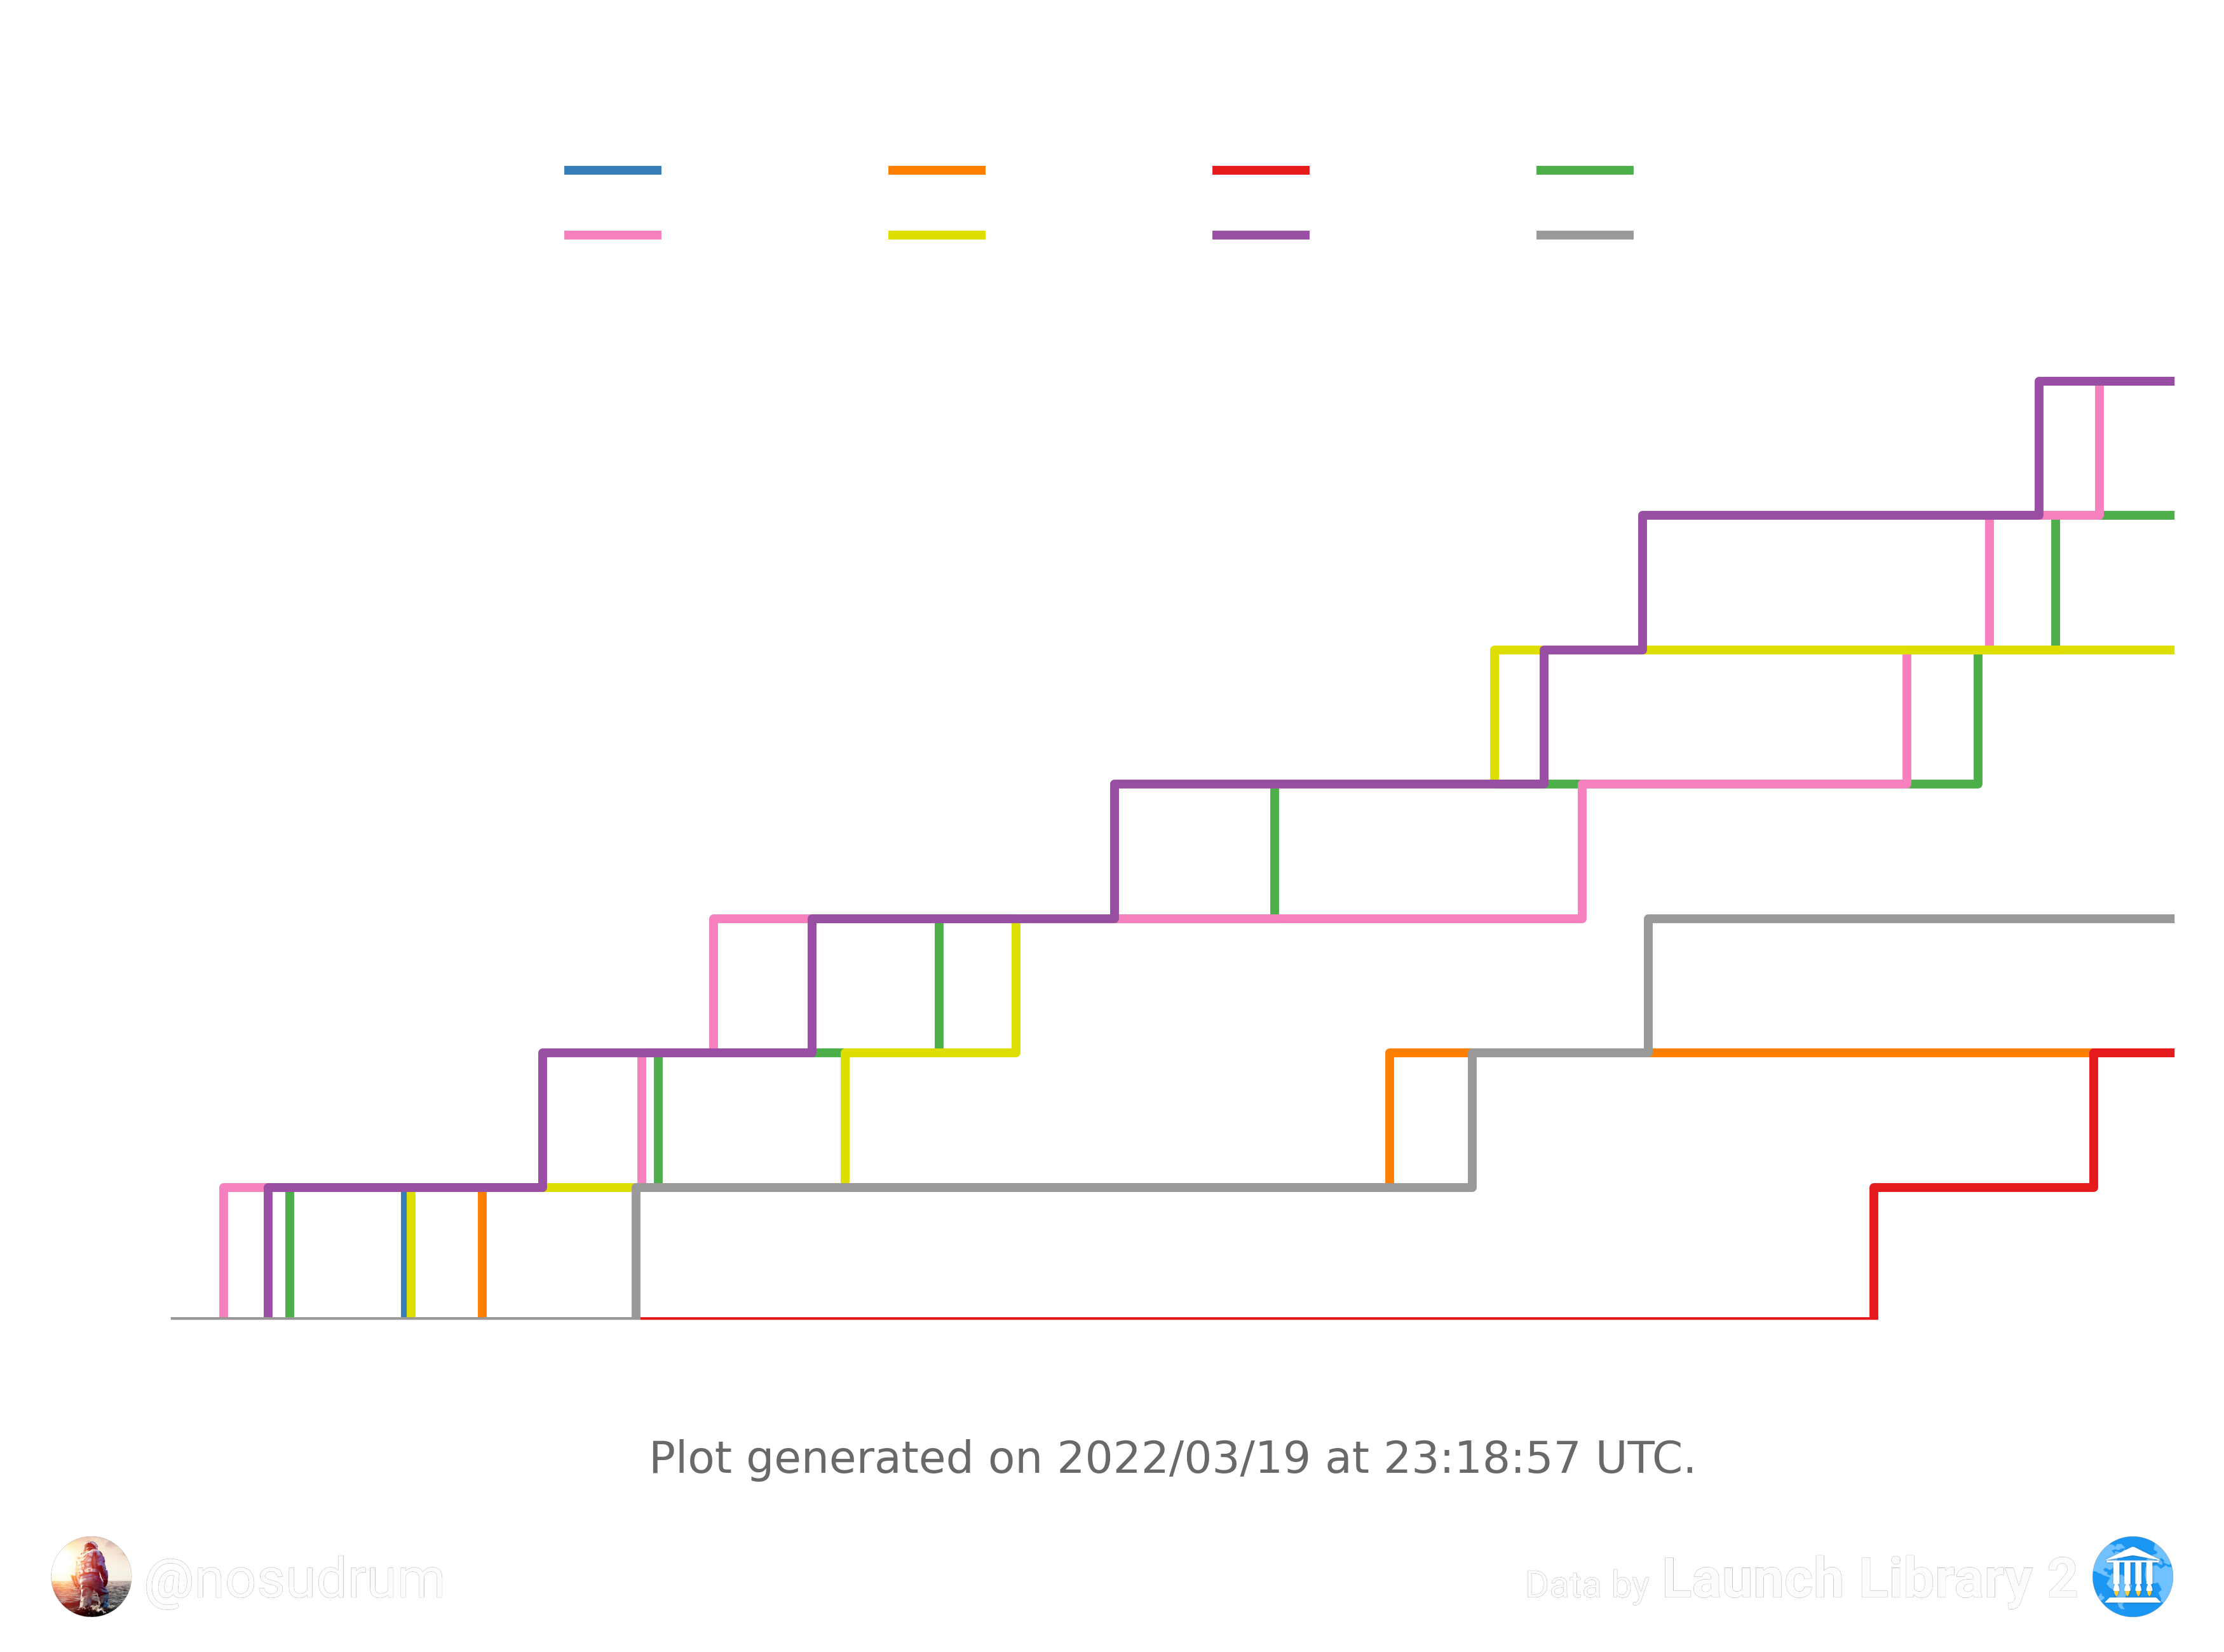 Plot generated on 2022/03/19 at 23:18:57 UTC.
@nosudrum
Data by Launch Library 2